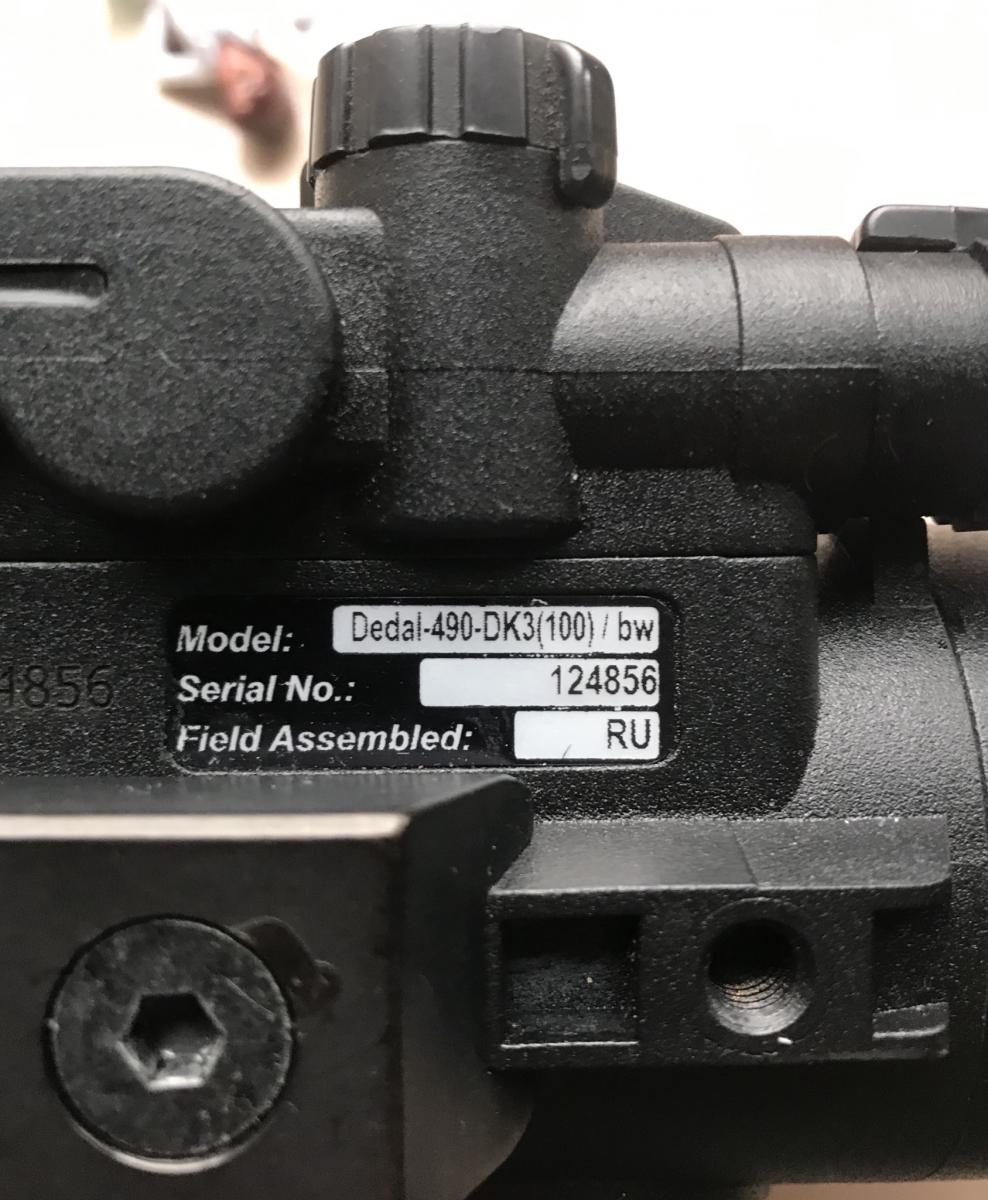 Model: Dedal-490-DK3(100) / bw
4856 Serial No.: 124856
Field Assembled: RU